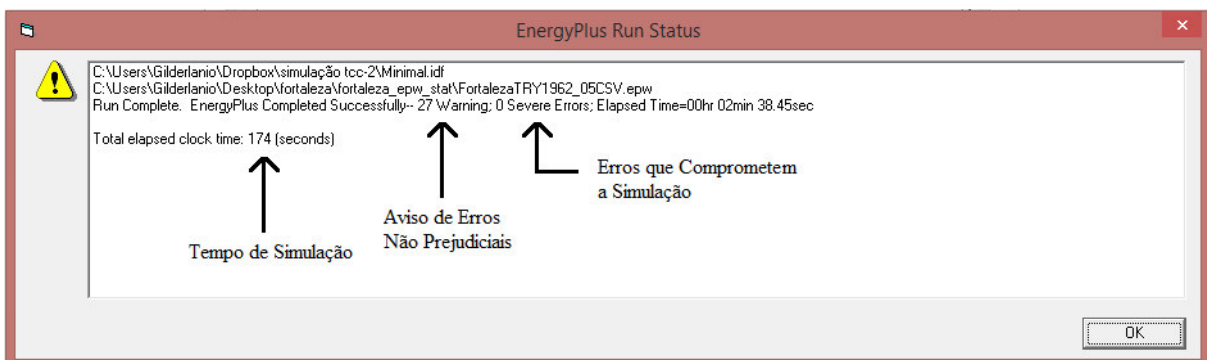 EnergyPlus Run Status
C:\Users\Gilderlanio\Dropbox\simulação tcc-2\Minimal.idf
C:\Users\Gilderlanio\Desktop\fortaleza\fortaleza_epw_stat\FortalezaTRY1962_05CSV.epw
Run Complete.  EnergyPlus Completed Successfully-- 27 Warning; 0 Severe Errors; Elapsed Time=00hr 02min 38.45sec
Total elapsed clock time: 174 (seconds)
Erros que Comprometem
a Simulação
Aviso de Erros
Não Prejudiciais
Tempo de Simulação
OK